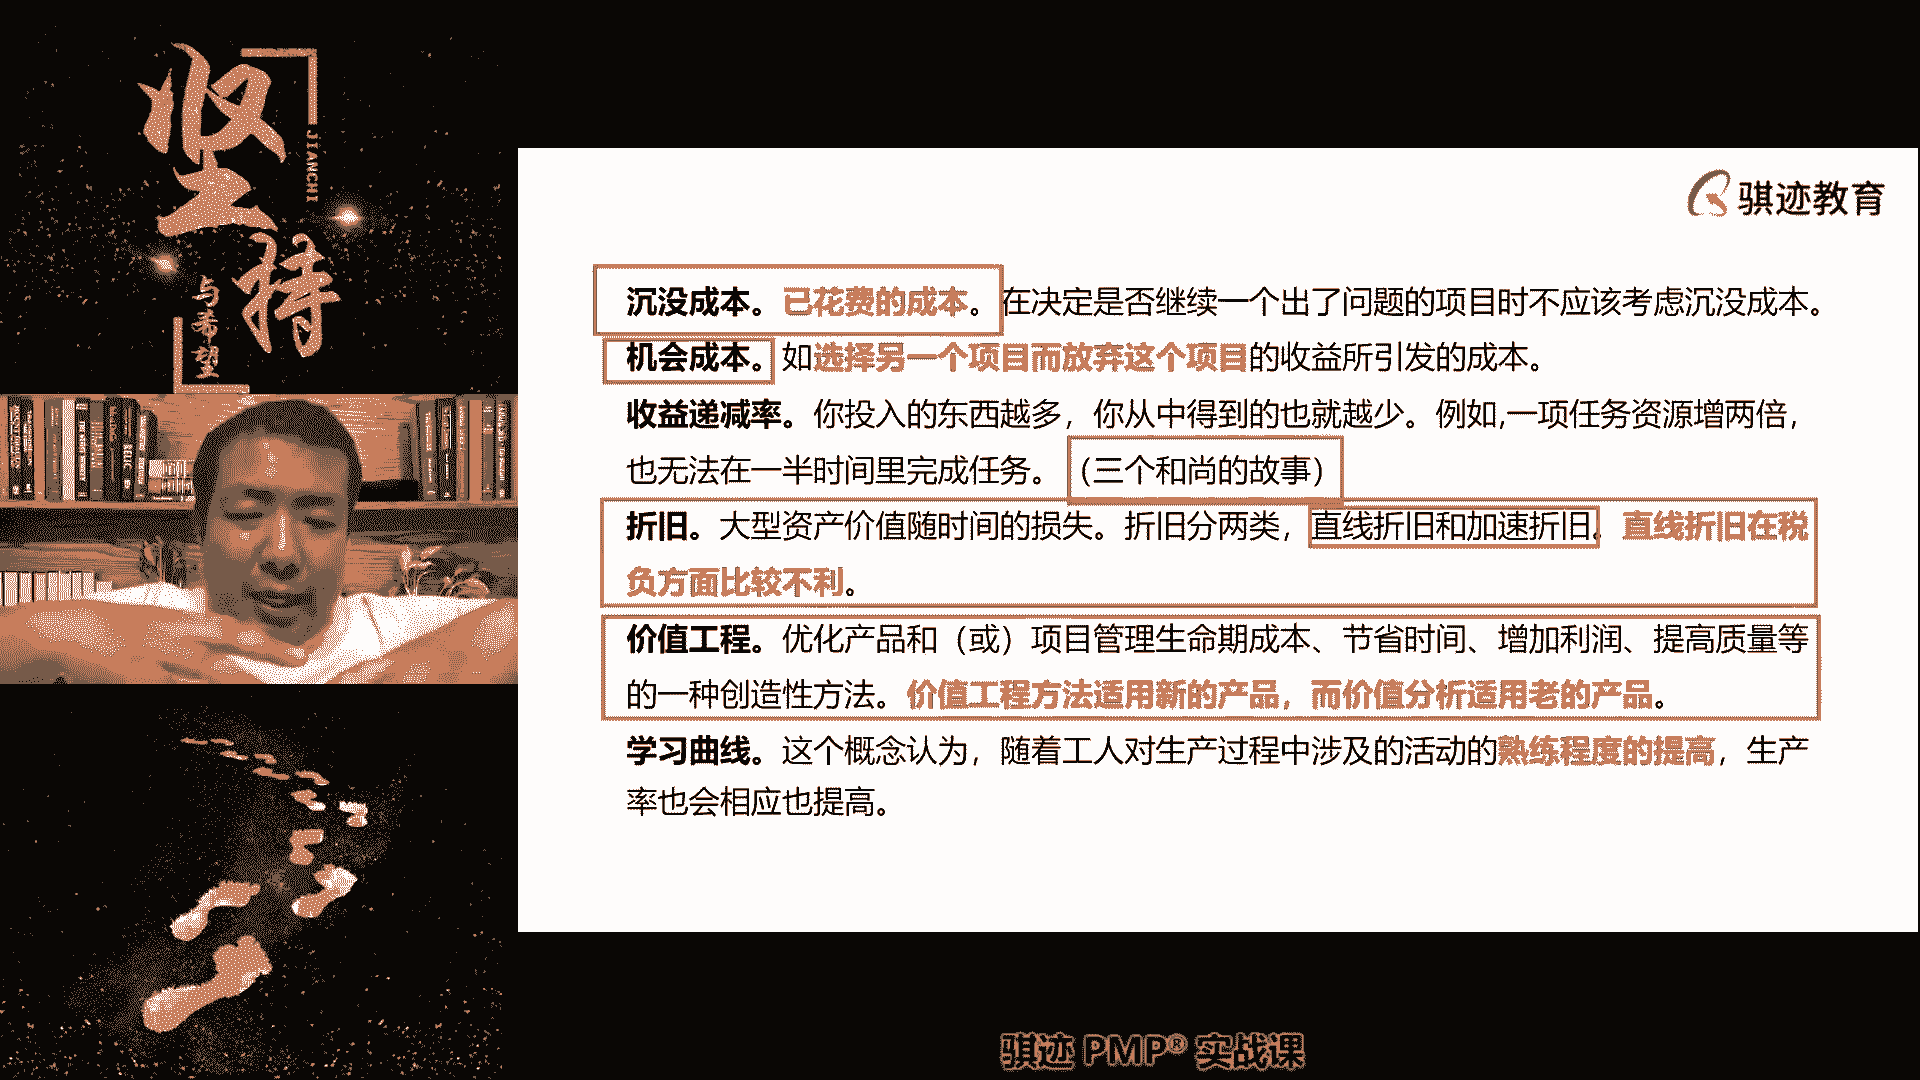 坚持
JIANCHI
与希望
骐迹教育
沉没成本。已花费的成本。在决定是否继续一个出了问题的项目时不应该考虑沉没成本。
机会成本。如选择另一个项目而放弃这个项目的收益所引发的成本。
收益递减率。你投入的东西越多，你从中得到的也就越少。例如,一项任务资源增两倍，
也无法在一半时间里完成任务。（三个和尚的故事）
折旧。大型资产价值随时间的损失。折旧分两类，直线折旧和加速折旧。直线折旧在税
负方面比较不利。
价值工程。优化产品和（或）项目管理生命期成本、节省时间、增加利润、提高质量等
的一种创造性方法。价值工程方法适用新的产品，而价值分析适用老的产品。
学习曲线。这个概念认为，随着工人对生产过程中涉及的活动的熟练程度的提高，生产
率也会相应也提高。
骐迹 PMP® 实战课